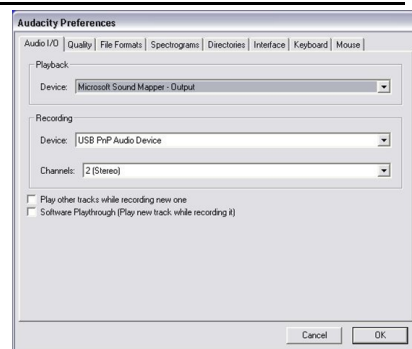 Audacity Preferences
Audio I/O Quality File Formats Spectrograms Directories Interface Keyboard Mouse
Playback
Device: Microsoft Sound Mapper - Output
Recording
Device: USB PnP Audio Device
Channels: 2 (Stereo)
Play other tracks while recording new one
Software Playthrough (Play new track while recording it)
Cancel OK